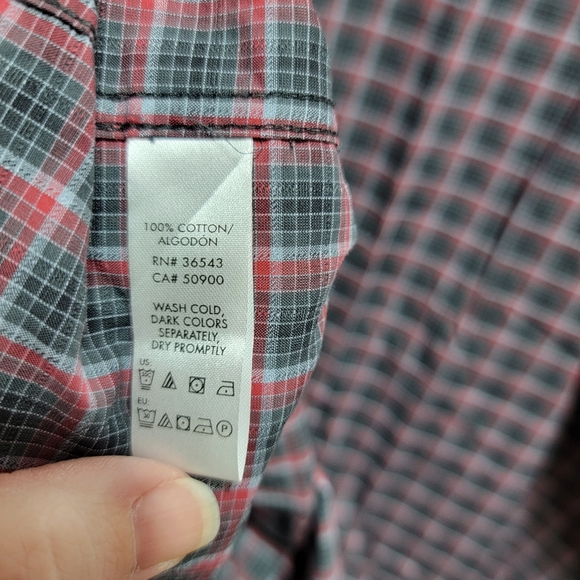 100% COTTON/
ALGODÓN
RN# 36543
CA# 50900
WASH COLD,
DARK COLORS
SEPARATELY,
DRY PROMPTLY
US:
EU:
P